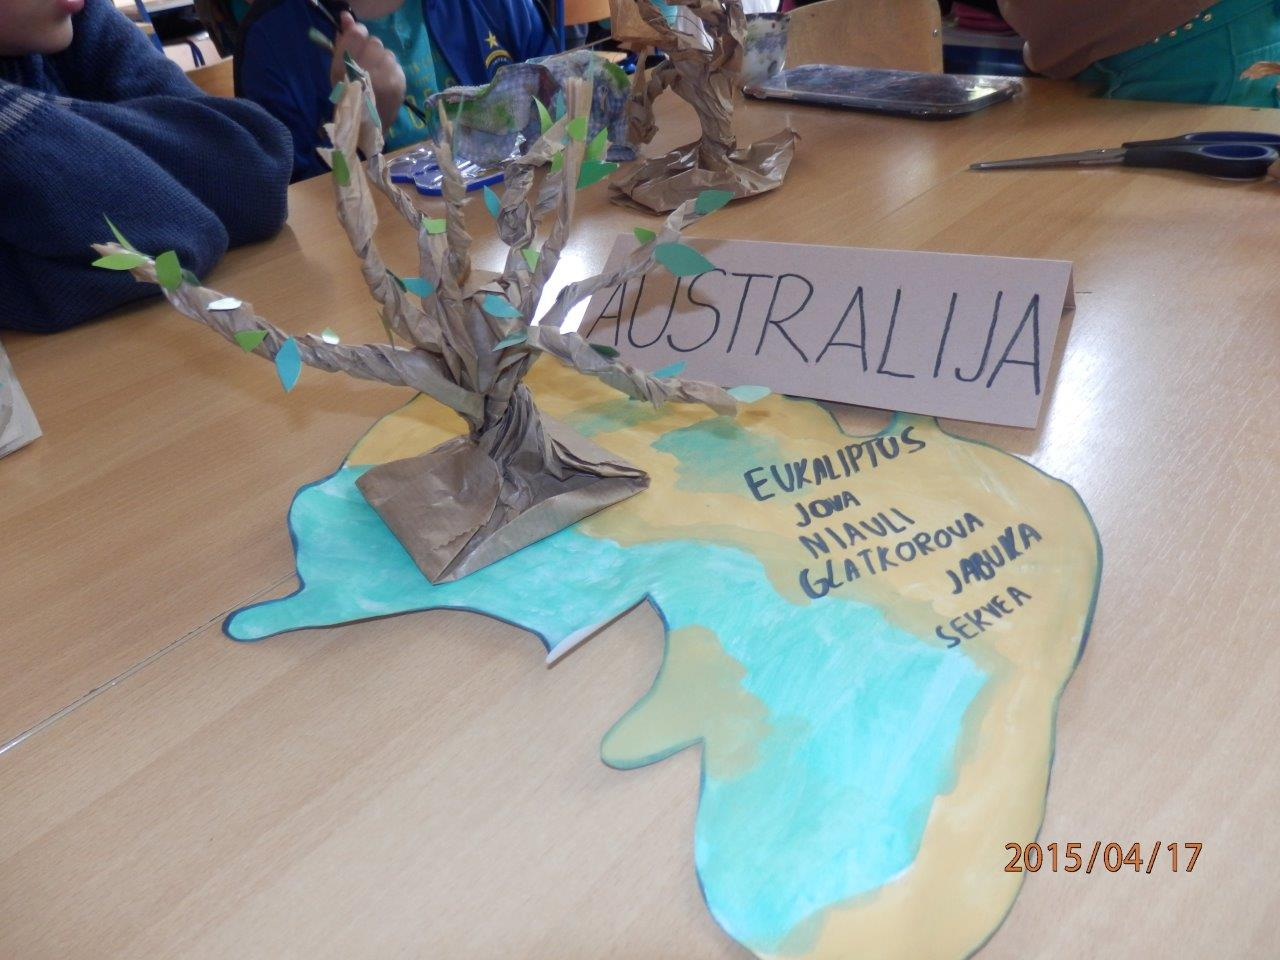 AUSTRALIJA
EUKALIPTUS
JOVA
NIAULI
GLATKOROVA
JABUKA
SEKVEA
2015/04/17